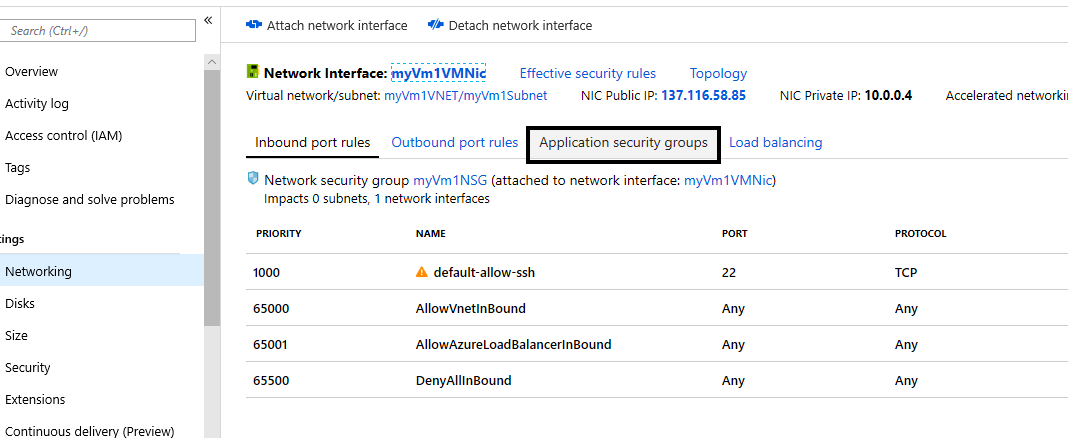 Search (Ctrl+/)
«
Overview
Activity log
Access control (IAM)
Tags
Diagnose and solve problems
tings
Networking
Disks
Size
Security
Extensions
Continuous delivery (Preview)
Attach network interface Detach network interface
Network Interface: myVm1VMNic Effective security rules Topology
Virtual network/subnet: myVm1VNET/myVm1Subnet NIC Public IP: 137.116.58.85 NIC Private IP: 10.0.0.4 Accelerated networki
Inbound port rules Outbound port rules Application security groups Load balancing
Network security group myVm1NSG (attached to network interface: myVm1VMNic)
Impacts 0 subnets, 1 network interfaces
PRIORITY NAME PORT PROTOCOL
1000 default-allow-ssh 22 TCP
65000 AllowVnetInBound Any Any
65001 AllowAzureLoadBalancerInBound Any Any
65500 DenyAllInBound Any Any